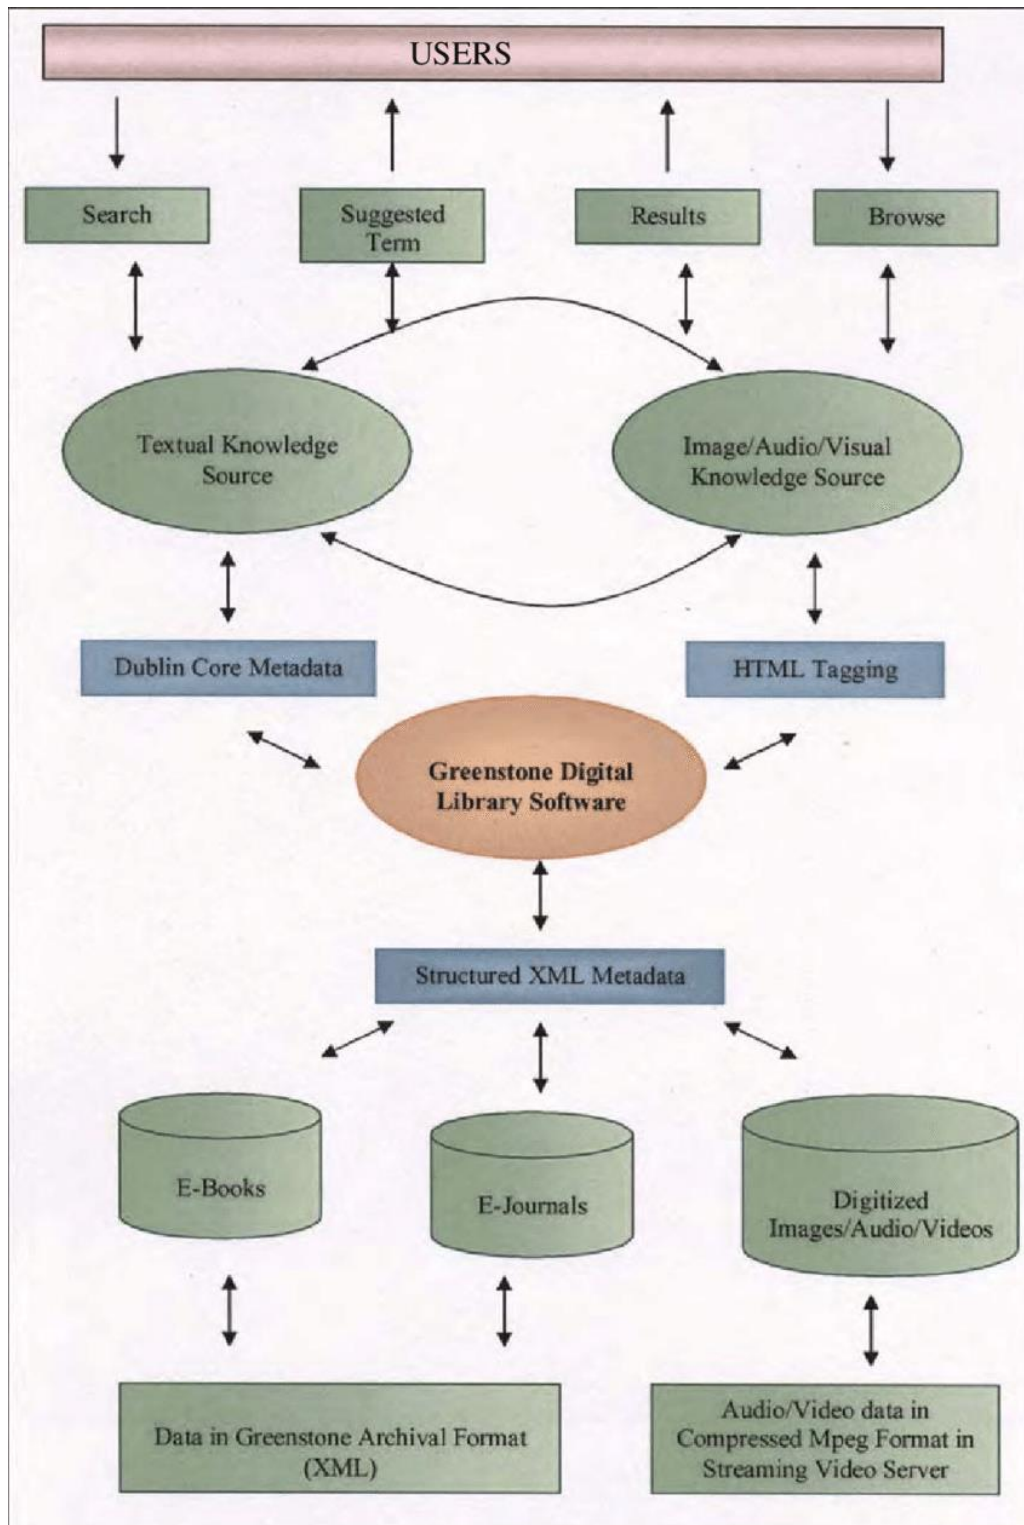 USERS
Search
Suggested
Term
Results
Browse
Textual Knowledge
Source
Image/Audio/Visual
Knowledge Source
Dublin Core Metadata
HTML Tagging
Greenstone Digital
Library Software
Structured XML Metadata
E-Books
E-Journals
Digitized
Images/Audio/Videos
Data in Greenstone Archival Format
(XML)
Audio/Video data in
Compressed Mpeg Format in
Streaming Video Server